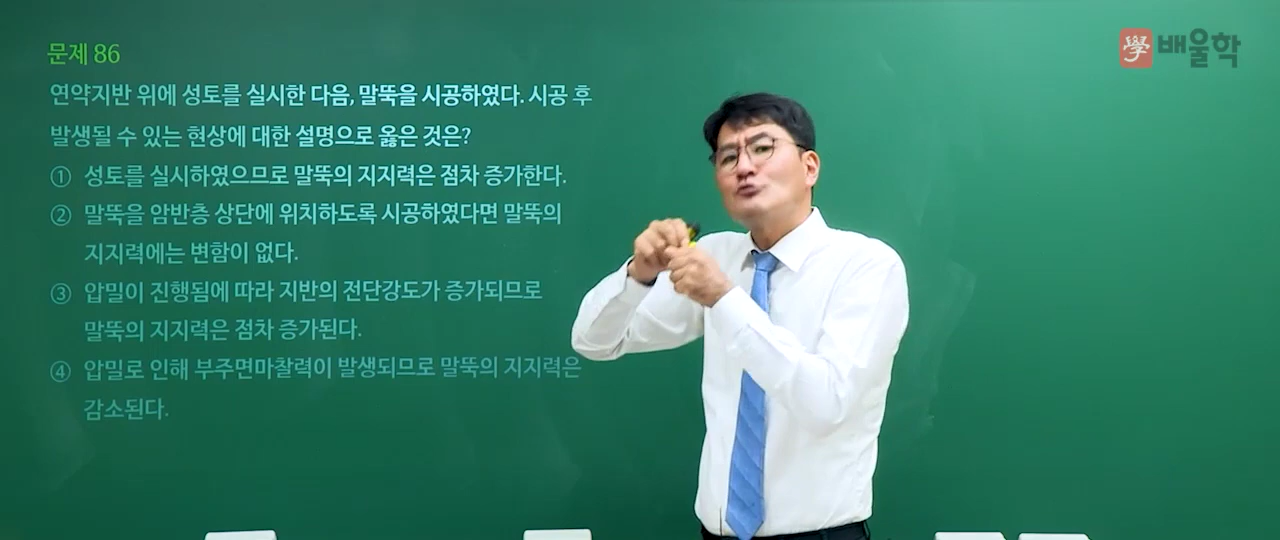 學 배울학
문제 86
연약지반 위에 성토를 실시한 다음, 말뚝을 시공하였다. 시공 후
발생될 수 있는 현상에 대한 설명으로 옳은 것은?
① 성토를 실시하였으므로 말뚝의 지지력은 점차 증가한다.
② 말뚝을 암반층 상단에 위치하도록 시공하였다면 말뚝의
지지력에는 변함이 없다.
③ 압밀이 진행됨에 따라 지반의 전단강도가 증가되므로
말뚝의 지지력은 점차 증가된다.
④ 압밀로 인해 부주면마찰력이 발생되므로 말뚝의 지지력은
감소된다.